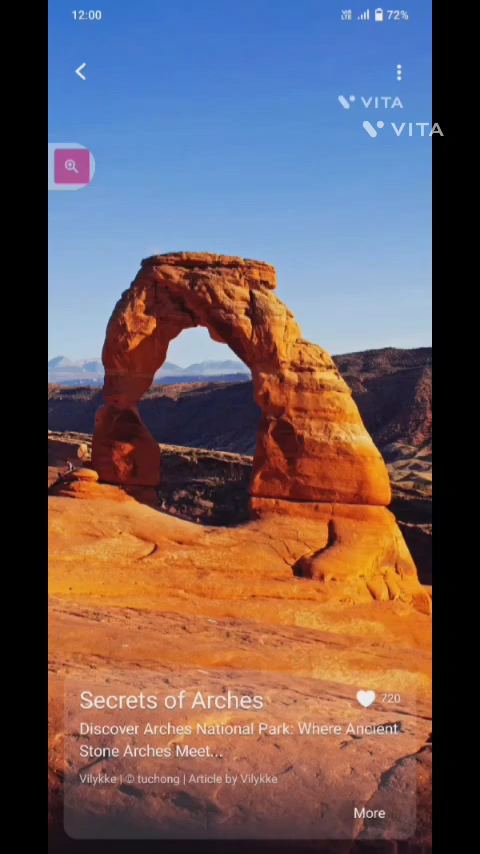 12:00
72%
VITA
VITA
Secrets of Arches
720
Discover Arches National Park: Where Ancient
Stone Arches Meet...
Vilykke | © tuchong | Article by Vilykke
More